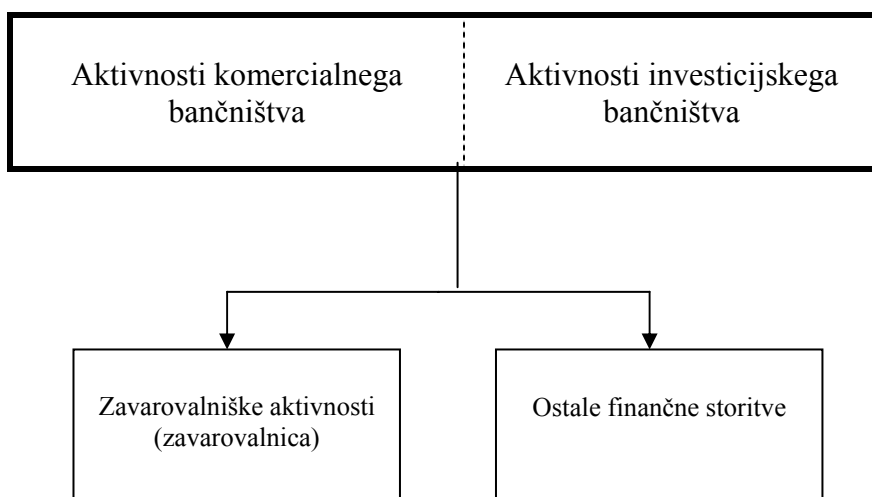 Aktivnosti komercialnega
bančništva
Aktivnosti investicijskega
bančništva
Zavarovalniške aktivnosti
(zavarovalnica)
Ostale finančne storitve